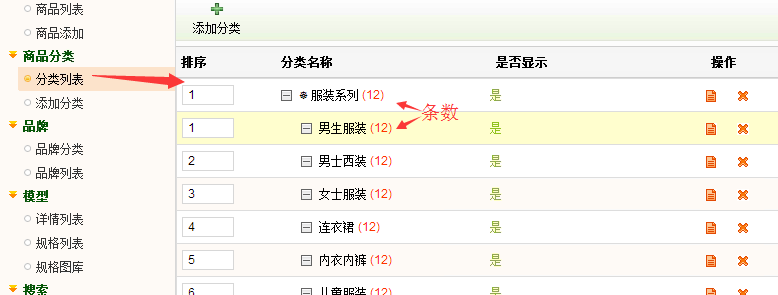 商品列表
商品添加
商品分类
分类列表
添加分类
品牌
品牌分类
品牌列表
模型
详情列表
规格列表
规格图库
搜索
添加分类
排序 分类名称 是否显示 操作
1 服装系列 (12) 是
条数
1 男生服装 (12) 是
2 男士西装 (12) 是
3 女士服装 (12) 是
4 连衣裙 (12) 是
5 内衣内裤 (12) 是
6 儿童服装 (12) 是